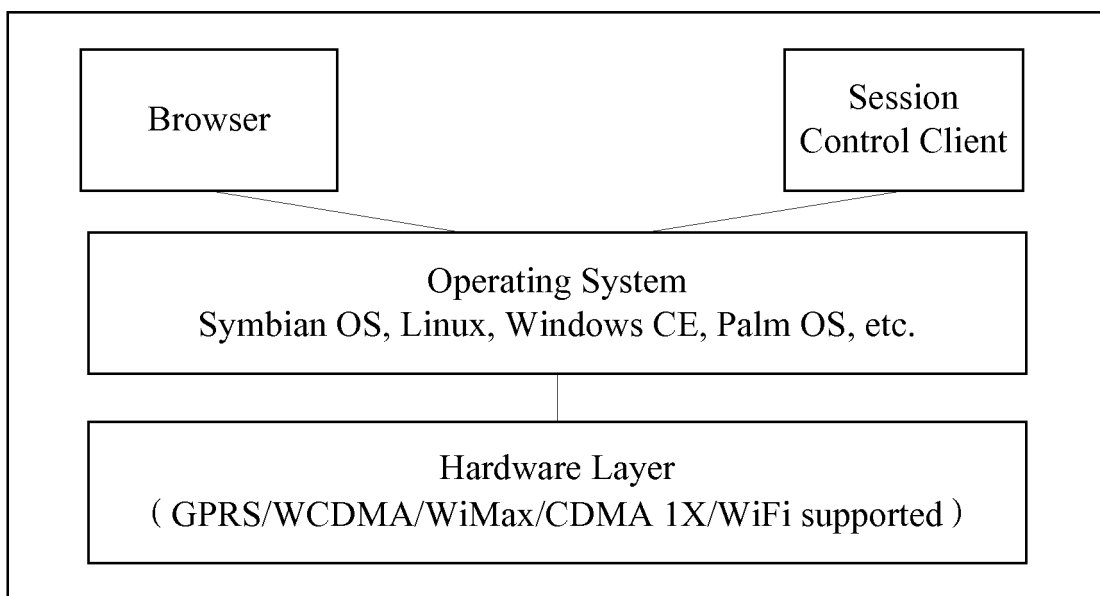 Browser
Session
Control Client
Operating System
Symbian OS, Linux, Windows CE, Palm OS, etc.
Hardware Layer
( GPRS/WCDMA/WiMax/CDMA 1X/WiFi supported )